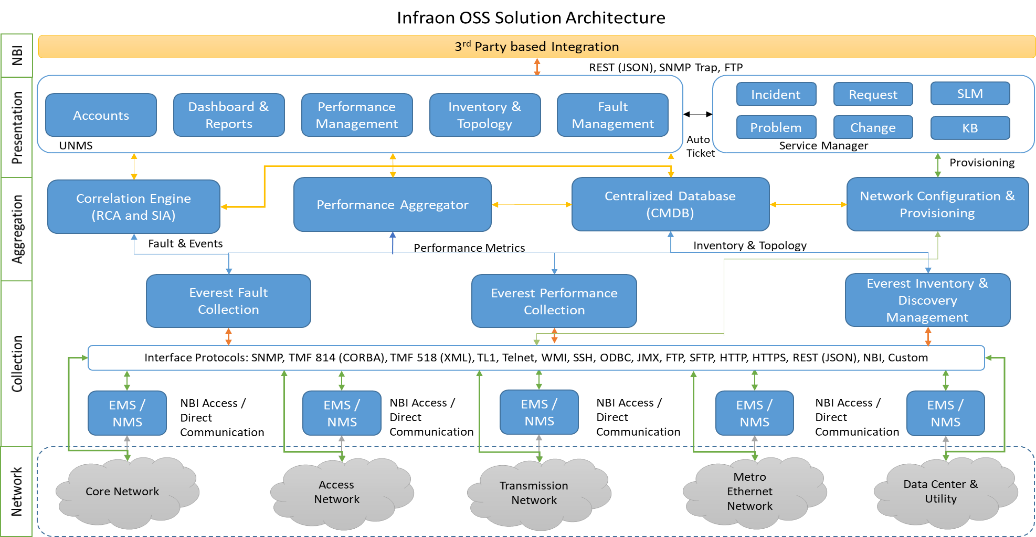 Infraon OSS Solution Architecture
NBI
3rd Party based Integration
REST (JSON), SNMP Trap, FTP
Presentation
Accounts
Dashboard &
Reports
Performance
Management
Inventory &
Topology
Fault
Management
UNMS
Auto
Ticket
Incident
Request
SLM
Problem
Change
KB
Service Manager
Provisioning
Aggregation
Correlation Engine
(RCA and SIA)
Performance Aggregator
Centralized Database
(CMDB)
Network Configuration &
Provisioning
Fault & Events
Performance Metrics
Inventory & Topology
Collection
Everest Fault
Collection
Everest Performance
Collection
Everest Inventory &
Discovery
Management
Interface Protocols: SNMP, TMF 814 (CORBA), TMF 518 (XML), TL1, Telnet, WMI, SSH, ODBC, JMX, FTP, SFTP, HTTP, HTTPS, REST (JSON), NBI, Custom
EMS /
NMS
NBI Access /
Direct
Communication
EMS /
NMS
NBI Access /
Direct
Communication
EMS /
NMS
NBI Access /
Direct
Communication
EMS /
NMS
NBI Access /
Direct
Communication
EMS /
NMS
Network
Core Network
Access
Network
Transmission
Network
Metro
Ethernet
Network
Data Center &
Utility